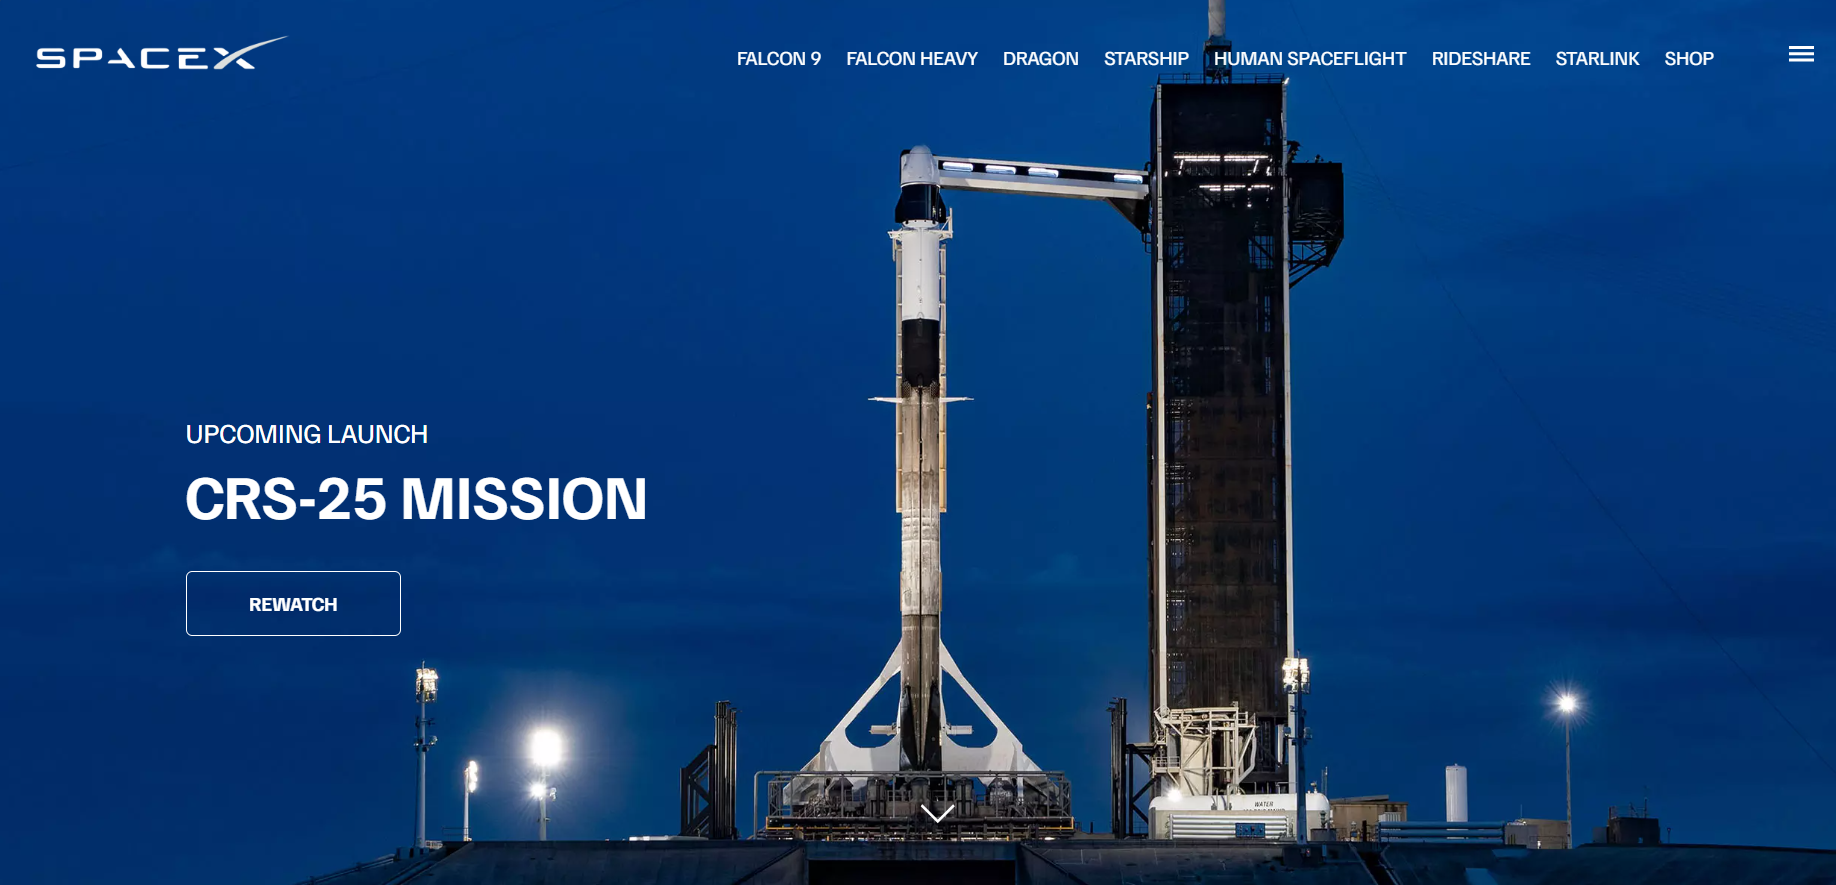 SPACEX
FALCON 9 FALCON HEAVY DRAGON STARSHIP HUMAN SPACEFLIGHT RIDESHARE STARLINK SHOP
UPCOMING LAUNCH
CRS-25 MISSION
REWATCH
WATER